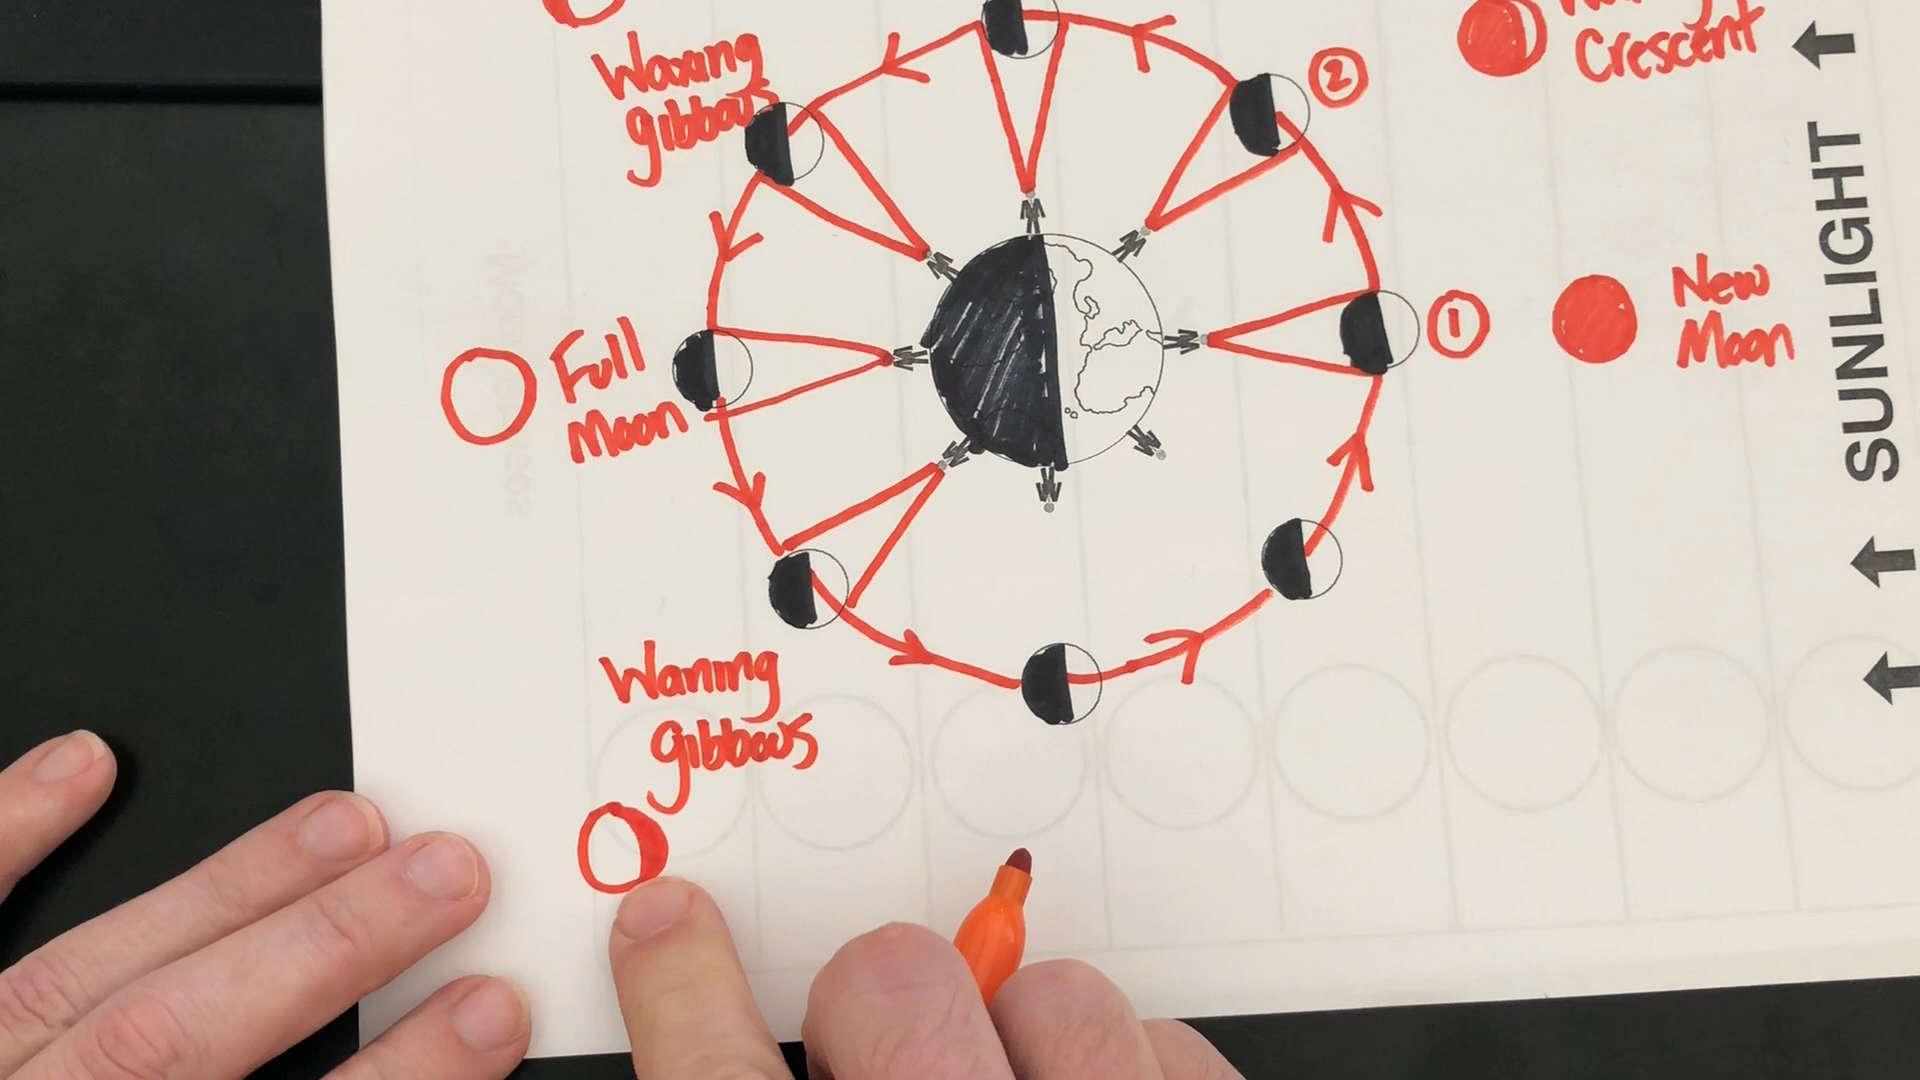 Waxing
gibbous
2
Crescent
SUNLIGHT
1
New
Moon
Full
Moon
Waning
gibbous